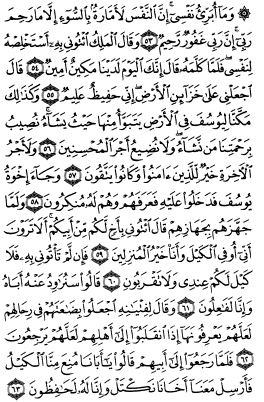 ۞ وَمَآ أُبَرِّئُ نَفْسِىٓ ۚ إِنَّ ٱلنَّفْسَ لَأَمَّارَةٌۢ بِٱلسُّوٓءِ إِلَّا مَا رَحِمَ
رَبِّىٓ ۚ إِنَّ رَبِّى غَفُورٌ رَّحِيمٌ ٥٣ وَقَالَ ٱلْمَلِكُ ٱئْتُونِى بِهِۦٓ أَسْتَخْلِصْهُ
لِنَفْسِى ۖ فَلَمَّا كَلَّمَهُۥ قَالَ إِنَّكَ ٱلْيَوْمَ لَدَيْنَا مَكِينٌ أَمِينٌ ٥٤ قَالَ
ٱجْعَلْنِى عَلَىٰ خَزَآئِنِ ٱلْأَرْضِ ۖ إِنِّى حَفِيظٌ عَلِيمٌ ٥٥ وَكَذَٰلِكَ
مَكَّنَّا لِيُوسُفَ فِى ٱلْأَرْضِ يَتَبَوَّأُ مِنْهَا حَيْثُ يَشَآءُ ۚ نُصِيبُ
بِرَحْمَتِنَا مَن نَّشَآءُ ۖ وَلَا نُضِيعُ أَجْرَ ٱلْمُحْسِنِينَ ٥٦ وَلَأَجْرُ
ٱلْـَٔاخِرَةِ خَيْرٌ لِّلَّذِينَ ءَامَنُوا۟ وَكَانُوا۟ يَتَّقُونَ ٥٧ وَجَآءَ إِخْوَةُ
يُوسُفَ فَدَخَلُوا۟ عَلَيْهِ فَعَرَفَهُمْ وَهُمْ لَهُۥ مُنكِرُونَ ٥٨ وَلَمَّا
جَهَّزَهُم بِجَهَازِهِمْ قَالَ ٱئْتُونِى بِأَخٍ لَّكُم مِّنْ أَبِيكُمْ ۚ أَلَا تَرَوْنَ
أَنِّىٓ أُوفِى ٱلْكَيْلَ وَأَنَا۠ خَيْرُ ٱلْمُنزِلِينَ ٥٩ فَإِن لَّمْ تَأْتُونِى بِهِۦ فَلَا
كَيْلَ لَكُمْ عِندِى وَلَا تَقْرَبُونِ ٦٠ قَالُوا۟ سَنُرَٰوِدُ عَنْهُ أَبَاهُ
وَإِنَّا لَفَـٰعِلُونَ ٦١ وَقَالَ لِفِتْيَـٰنِهِ ٱجْعَلُوا۟ بِضَـٰعَتَهُمْ فِى رِحَالِهِمْ
لَعَلَّهُمْ يَعْرِفُونَهَآ إِذَا ٱنقَلَبُوٓا۟ إِلَىٰٓ أَهْلِهِمْ لَعَلَّهُمْ يَرْجِعُونَ
٦٢ فَلَمَّا رَجَعُوٓا۟ إِلَىٰٓ أَبِيهِمْ قَالُوا۟ يَـٰٓأَبَانَا مُنِعَ مِنَّا ٱلْكَيْلُ
فَأَرْسِلْ مَعَنَآ أَخَانَا نَكْتَلْ وَإِنَّا لَهُۥ لَحَـٰفِظُونَ ٦٣